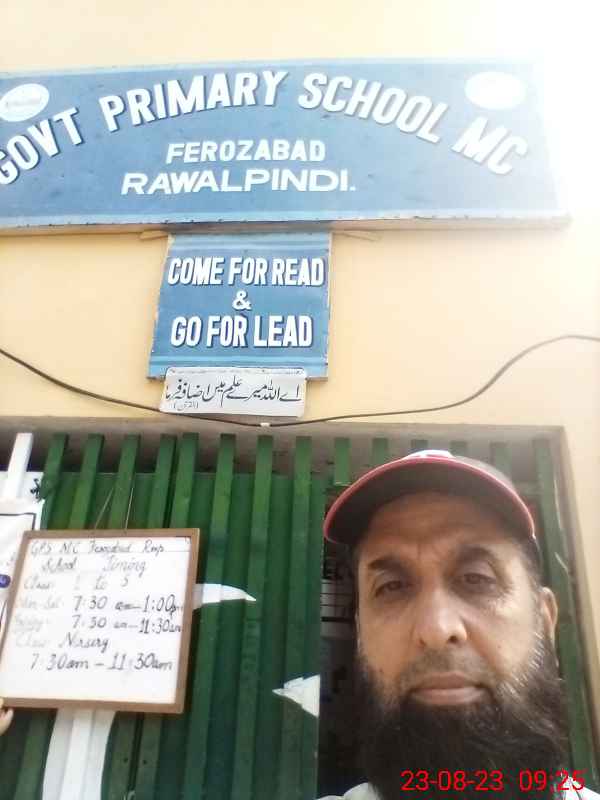 GOVT PRIMARY SCHOOL MC
FEROZABAD
RAWALPINDI.
COME FOR READ
&
GO FOR LEAD
اے اللہ میرے علم میں اضافہ فرما
(القرآن)
GPS MC Ferozabad Rwp
School Timing
Class 1 to 5
Mon-Sat- 7:30 am-1:00pm
Friday- 7:30 am-11:30am
Class Nursery
7:30am-11:30am
23-08-23 09:25